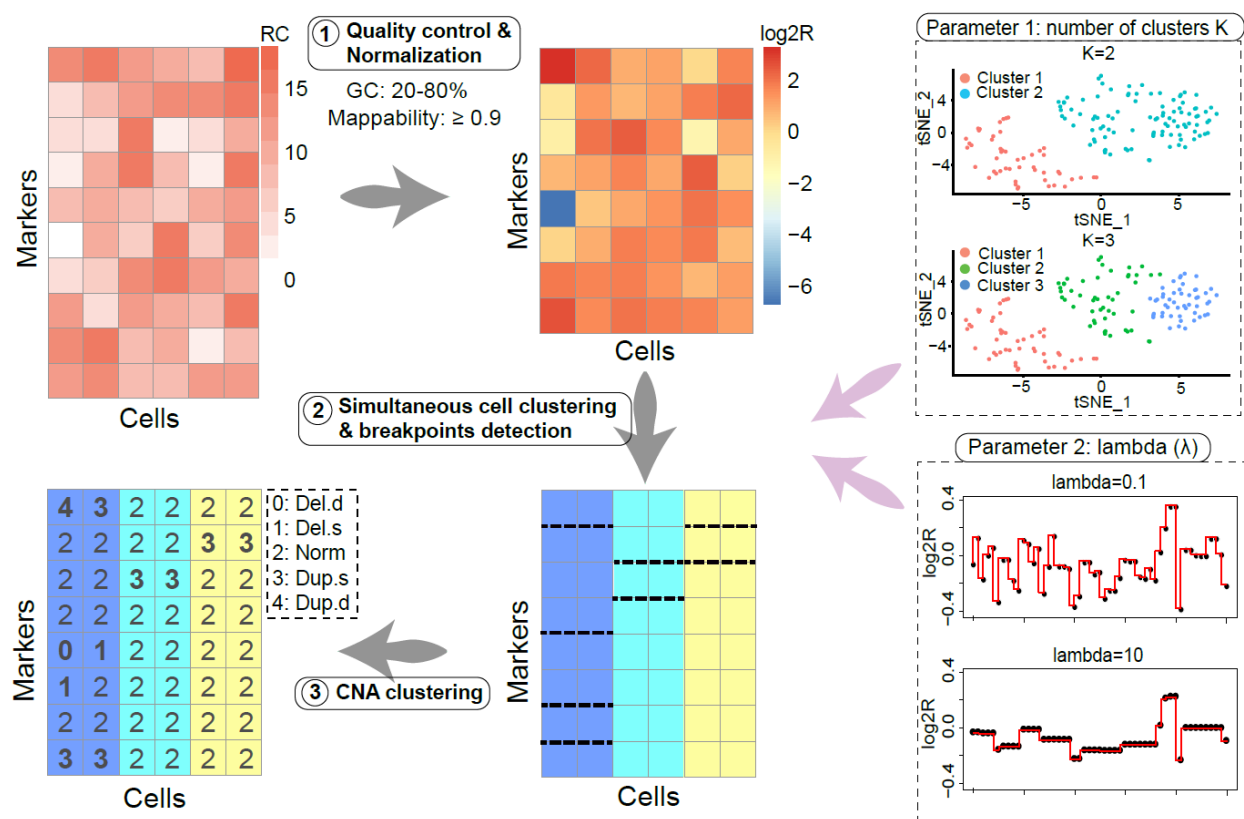 RC
15
10
5
0
Markers
Cells
1 Quality control &
Normalization
GC: 20-80%
Mappability: ≥ 0.9
log2R
2
0
−2
−4
−6
Markers
Cells
Parameter 1: number of clusters K
K=2
Cluster 1
Cluster 2
tSNE_2
4
0
−4
−5 0 5
tSNE_1
K=3
Cluster 1
Cluster 2
Cluster 3
tSNE_2
4
0
−4
−5 0 5
tSNE_1
2 Simultaneous cell clustering
& breakpoints detection
Parameter 2: lambda (λ)
lambda=0.1
log2R
0.4
0.0
−0.4
lambda=10
log2R
0.4
0.0
−0.4
Markers
Cells
3 CNA clustering
4 3 2 2 2 2
2 2 2 2 3 3
2 2 3 3 2 2
2 2 2 2 2 2
0 1 2 2 2 2
1 2 2 2 2 2
2 2 2 2 2 2
3 3 2 2 2 2
Markers
Cells
0: Del.d
1: Del.s
2: Norm
3: Dup.s
4: Dup.d